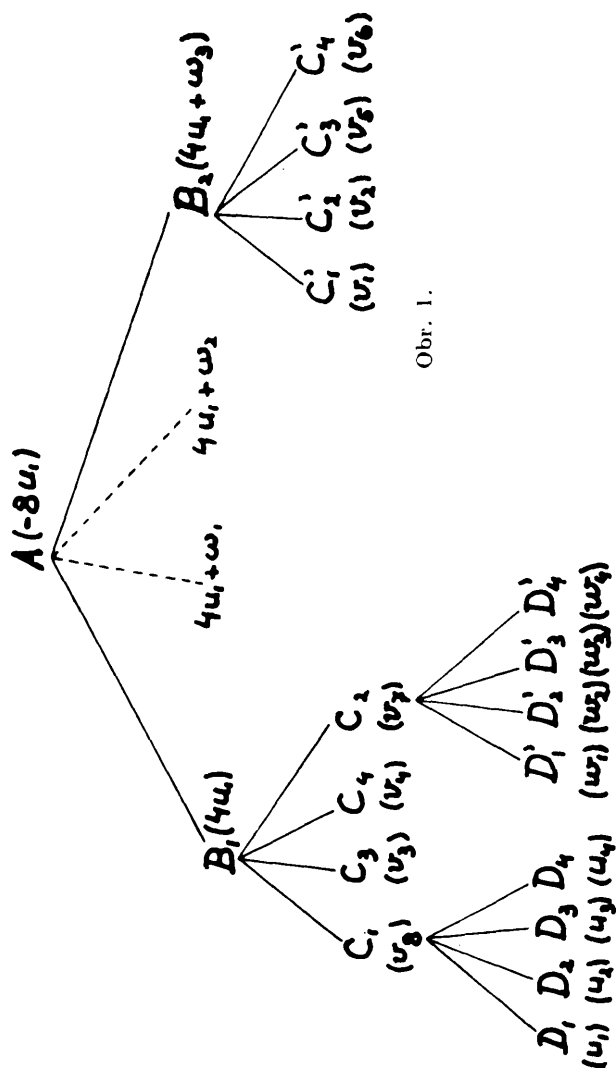 A(-8u₁)
4u₁+ω₁
4u₁+ω₂
B₁(4u₁)
B₂(4u₁+ω₃)
C₁ C₃ C₄ C₂
(v₈) (v₃) (v₄) (v₇)
C'₁ C'₂ C'₃ C'₄
(v₁) (v₂) (v₅) (v₆)
D₁ D₂ D₃ D₄
(u₁) (u₂) (u₃) (u₄)
D'₁ D'₂ D'₃ D'₄
(w₁) (w₂) (w₃) (w₄)
Obr. 1.